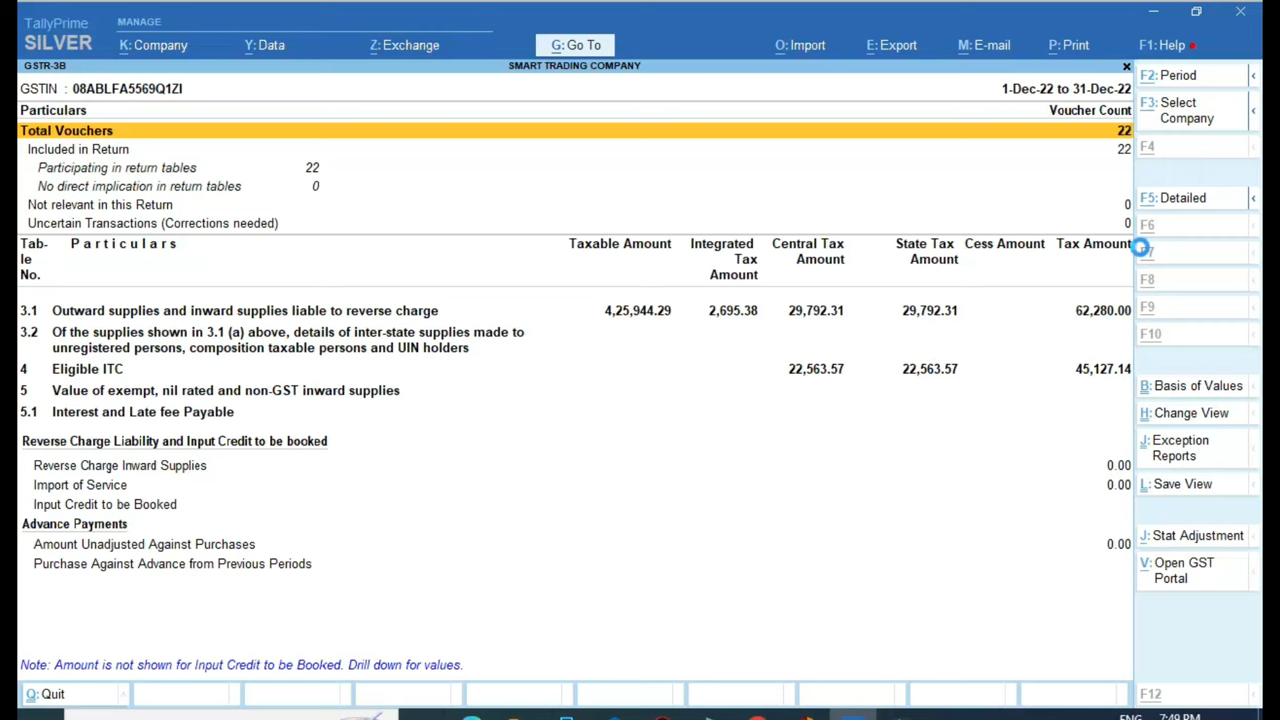 TallyPrime
MANAGE
SILVER
K: Company
Y: Data
Z: Exchange
G: Go To
O: Import
E: Export
M: E-mail
P: Print
F1: Help
GSTR-3B
SMART TRADING COMPANY
GSTIN : 08ABLFA5569Q1ZI
1-Dec-22 to 31-Dec-22
Particulars
Voucher Count
Total Vouchers 22
Included in Return 22
Participating in return tables 22
No direct implication in return tables 0
Not relevant in this Return 0
Uncertain Transactions (Corrections needed) 0
Tab- Particulars Taxable Amount Integrated Central Tax State Tax Cess Amount Tax Amount
le Tax Amount Amount
No. Amount
3.1 Outward supplies and inward supplies liable to reverse charge 4,25,944.29 2,695.38 29,792.31 29,792.31 62,280.00
3.2 Of the supplies shown in 3.1 (a) above, details of inter-state supplies made to
unregistered persons, composition taxable persons and UIN holders
4 Eligible ITC 22,563.57 22,563.57 45,127.14
5 Value of exempt, nil rated and non-GST inward supplies
5.1 Interest and Late fee Payable
Reverse Charge Liability and Input Credit to be booked
Reverse Charge Inward Supplies 0.00
Import of Service 0.00
Input Credit to be Booked
Advance Payments
Amount Unadjusted Against Purchases 0.00
Purchase Against Advance from Previous Periods
Note: Amount is not shown for Input Credit to be Booked. Drill down for values.
Q: Quit
F2: Period
F3: Select
Company
F4
F5: Detailed
F6
F7
F8
F9
F10
B: Basis of Values
H: Change View
J: Exception
Reports
L: Save View
J: Stat Adjustment
V: Open GST
Portal
F12
ENG 7:49 PM